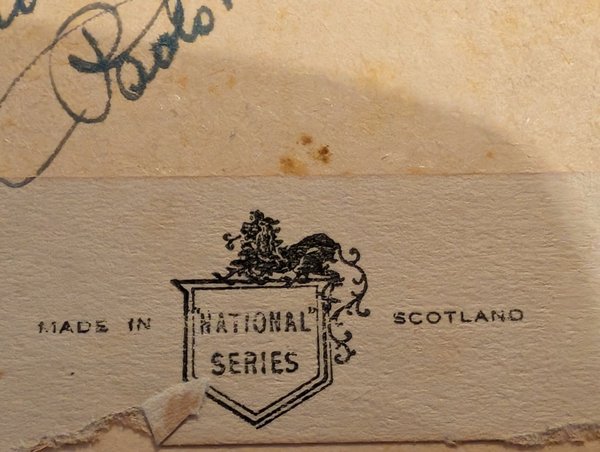 MADE IN "NATIONAL" SCOTLAND
SERIES